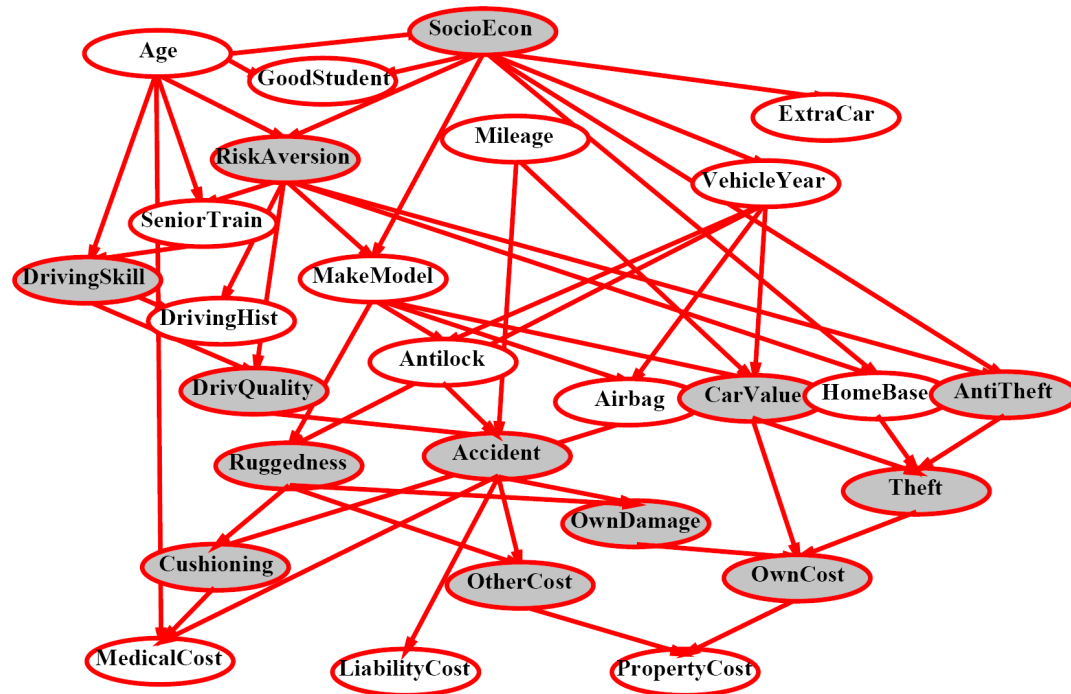 SocioEcon
Age
GoodStudent
ExtraCar
Mileage
RiskAversion
VehicleYear
SeniorTrain
DrivingSkill
MakeModel
DrivingHist
Antilock
DrivQuality
Airbag
CarValue
HomeBase
AntiTheft
Accident
Ruggedness
Theft
OwnDamage
Cushioning
OtherCost
OwnCost
MedicalCost
LiabilityCost
PropertyCost